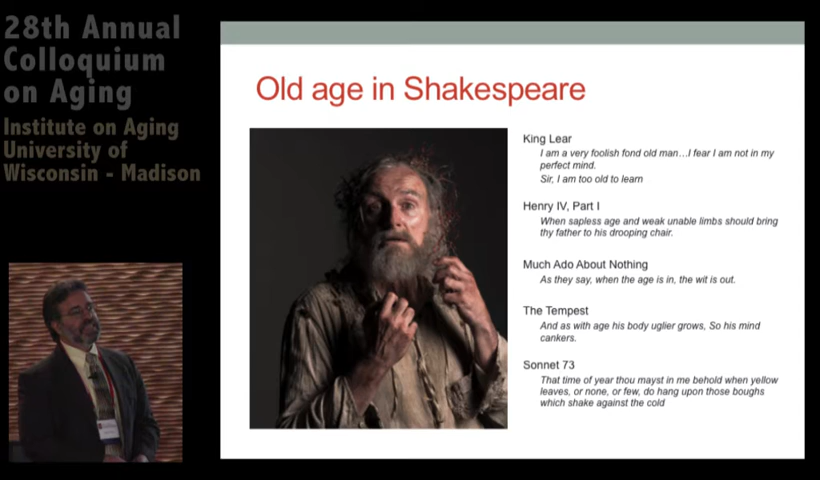 28th Annual
Colloquium
on Aging
Institute on Aging
University of
Wisconsin - Madison
Old age in Shakespeare
King Lear
I am a very foolish fond old man…I fear I am not in my
perfect mind.
Sir, I am too old to learn
Henry IV, Part I
When sapless age and weak unable limbs should bring
thy father to his drooping chair.
Much Ado About Nothing
As they say, when the age is in, the wit is out.
The Tempest
And as with age his body uglier grows, So his mind
cankers.
Sonnet 73
That time of year thou mayst in me behold when yellow
leaves, or none, or few, do hang upon those boughs
which shake against the cold